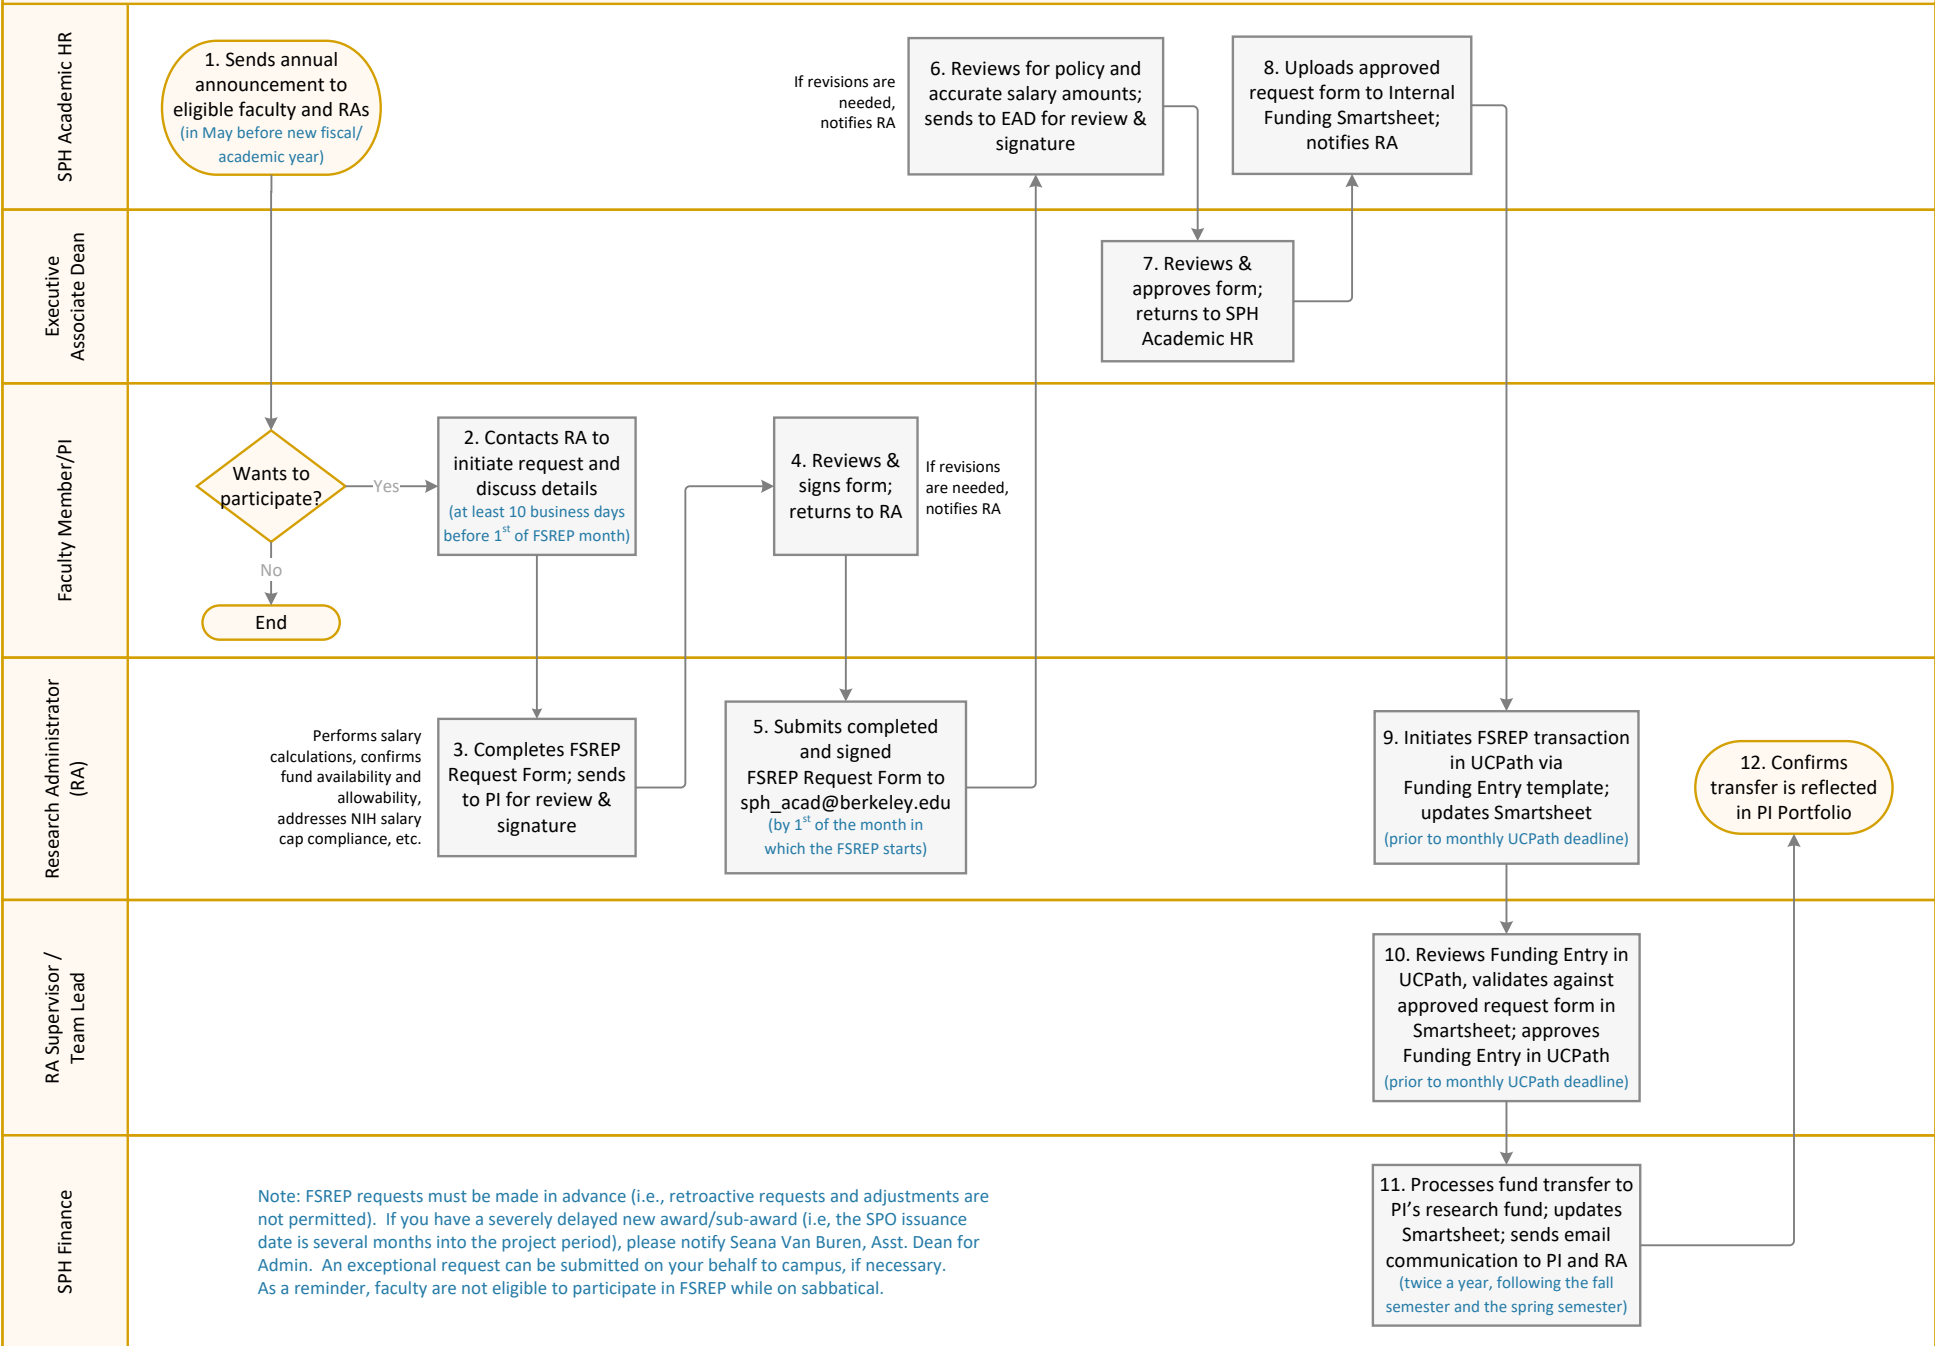 SPH Academic HR
1. Sends annual
announcement to
eligible faculty and RAs
(in May before new fiscal/
academic year)
If revisions are
needed,
notifies RA
6. Reviews for policy and
accurate salary amounts;
sends to EAD for review &
signature
8. Uploads approved
request form to Internal
Funding Smartsheet;
notifies RA
Executive
Associate Dean
7. Reviews &
approves form;
returns to SPH
Academic HR
Faculty Member/PI
Wants to
participate?
Yes
No
End
2. Contacts RA to
initiate request and
discuss details
(at least 10 business days
before 1st of FSREP month)
4. Reviews &
signs form;
returns to RA
If revisions
are needed,
notifies RA
Research Administrator
(RA)
Performs salary
calculations, confirms
fund availability and
allowability,
addresses NIH salary
cap compliance, etc.
3. Completes FSREP
Request Form; sends
to PI for review &
signature
5. Submits completed
and signed
FSREP Request Form to
sph_acad@berkeley.edu
(by 1st of the month in
which the FSREP starts)
9. Initiates FSREP transaction
in UCPath via
Funding Entry template;
updates Smartsheet
(prior to monthly UCPath deadline)
12. Confirms
transfer is reflected
in PI Portfolio
RA Supervisor /
Team Lead
10. Reviews Funding Entry in
UCPath, validates against
approved request form in
Smartsheet; approves
Funding Entry in UCPath
(prior to monthly UCPath deadline)
SPH Finance
Note: FSREP requests must be made in advance (i.e., retroactive requests and adjustments are
not permitted).  If you have a severely delayed new award/sub-award (i.e, the SPO issuance
date is several months into the project period), please notify Seana Van Buren, Asst. Dean for
Admin.  An exceptional request can be submitted on your behalf to campus, if necessary.
As a reminder, faculty are not eligible to participate in FSREP while on sabbatical.
11. Processes fund transfer to
PI's research fund; updates
Smartsheet; sends email
communication to PI and RA
(twice a year, following the fall
semester and the spring semester)